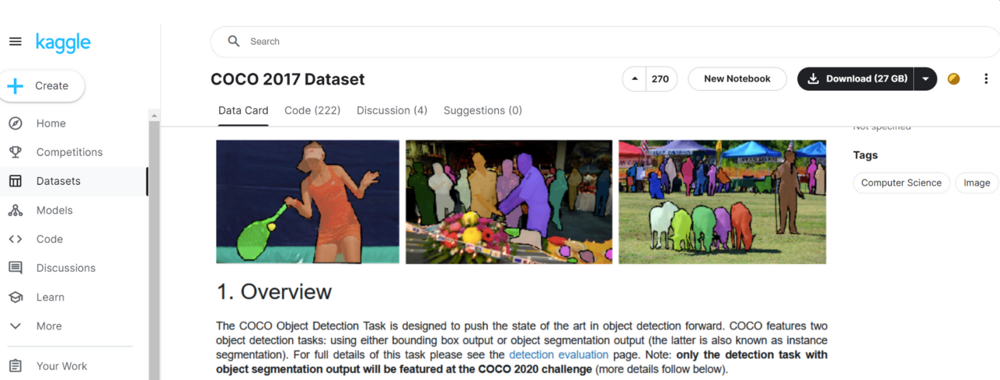 kaggle
Search
Create
COCO 2017 Dataset
270
New Notebook
Download (27 GB)
Data Card
Code (222)
Discussion (4)
Suggestions (0)
Home
Competitions
Datasets
Models
Code
Discussions
Learn
More
Your Work
Not specified
Tags
Computer Science
Image
1. Overview
The COCO Object Detection Task is designed to push the state of the art in object detection forward. COCO features two
object detection tasks: using either bounding box output or object segmentation output (the latter is also known as instance
segmentation). For full details of this task please see the detection evaluation page. Note: only the detection task with
object segmentation output will be featured at the COCO 2020 challenge (more details follow below).